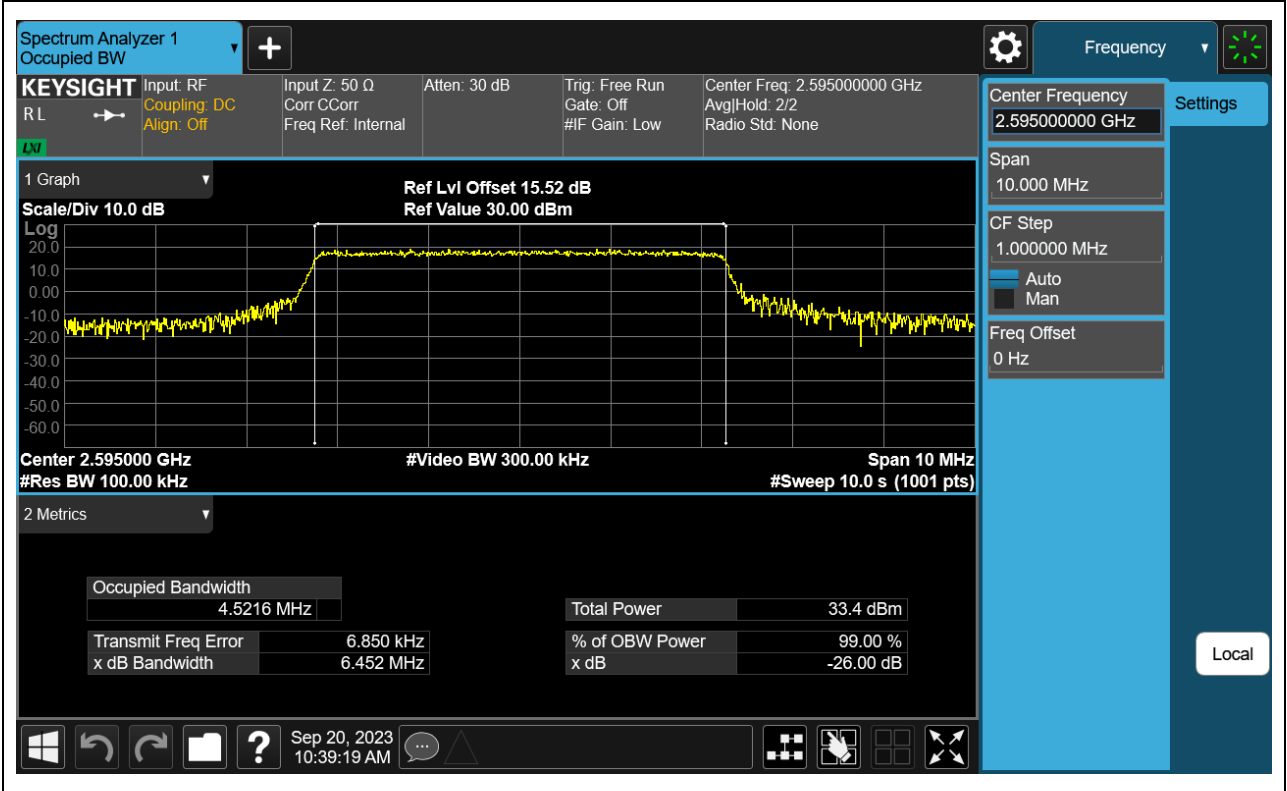 Spectrum Analyzer 1
Occupied BW
Frequency
KEYSIGHT
R L
LXI
Input: RF
Coupling: DC
Align: Off
Input Z: 50 Ω
Corr CCorr
Freq Ref: Internal
Atten: 30 dB
Trig: Free Run
Gate: Off
#IF Gain: Low
Center Freq: 2.595000000 GHz
Avg|Hold: 2/2
Radio Std: None
Center Frequency
2.595000000 GHz
Settings
Span
10.000 MHz
CF Step
1.000000 MHz
Auto
Man
Freq Offset
0 Hz
Local
1 Graph
Scale/Div 10.0 dB
Ref Lvl Offset 15.52 dB
Ref Value 30.00 dBm
Log
20.0
10.0
0.00
-10.0
-20.0
-30.0
-40.0
-50.0
-60.0
Center 2.595000 GHz
#Video BW 300.00 kHz
Span 10 MHz
#Res BW 100.00 kHz
#Sweep 10.0 s (1001 pts)
2 Metrics
Occupied Bandwidth
4.5216 MHz
Total Power 33.4 dBm
Transmit Freq Error 6.850 kHz
% of OBW Power 99.00 %
x dB Bandwidth 6.452 MHz
x dB -26.00 dB
?
Sep 20, 2023
10:39:19 AM